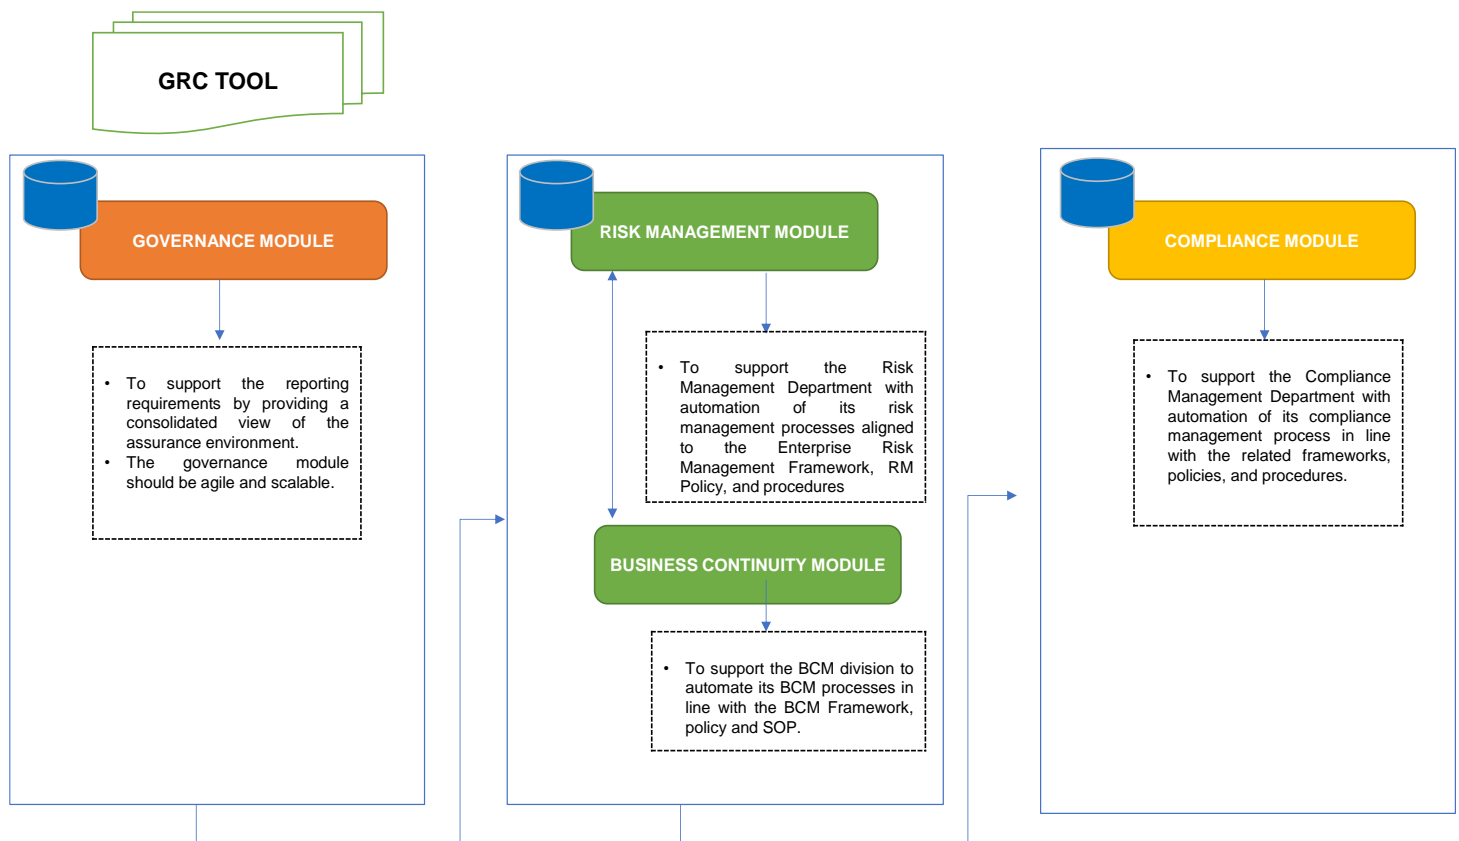 GRC TOOL
GOVERNANCE MODULE
• To support the reporting
requirements by providing a
consolidated view of the
assurance environment.
• The governance module
should be agile and scalable.
RISK MANAGEMENT MODULE
• To support the Risk
Management Department with
automation of its risk
management processes aligned
to the Enterprise Risk
Management Framework, RM
Policy, and procedures
BUSINESS CONTINUITY MODULE
• To support the BCM division to
automate its BCM processes in
line with the BCM Framework,
policy and SOP.
COMPLIANCE MODULE
• To support the Compliance
Management Department with
automation of its compliance
management process in line
with the related frameworks,
policies, and procedures.